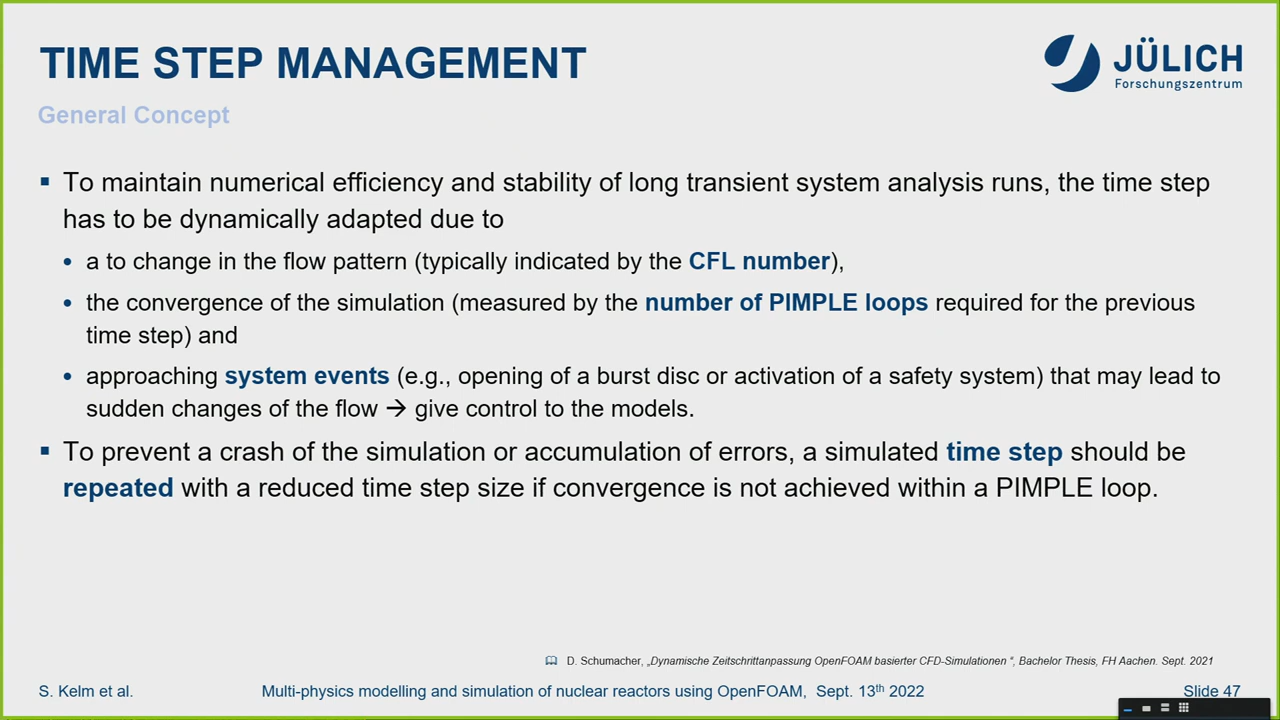 TIME STEP MANAGEMENT
JÜLICH
Forschungszentrum
General Concept
▪ To maintain numerical efficiency and stability of long transient system analysis runs, the time step
has to be dynamically adapted due to
• a to change in the flow pattern (typically indicated by the CFL number),
• the convergence of the simulation (measured by the number of PIMPLE loops required for the previous
time step) and
• approaching system events (e.g., opening of a burst disc or activation of a safety system) that may lead to
sudden changes of the flow → give control to the models.
▪ To prevent a crash of the simulation or accumulation of errors, a simulated time step should be
repeated with a reduced time step size if convergence is not achieved within a PIMPLE loop.
D. Schumacher, „Dynamische Zeitschrittanpassung OpenFOAM basierter CFD-Simulationen “, Bachelor Thesis, FH Aachen. Sept. 2021
S. Kelm et al.
Multi-physics modelling and simulation of nuclear reactors using OpenFOAM, Sept. 13th 2022
Slide 47